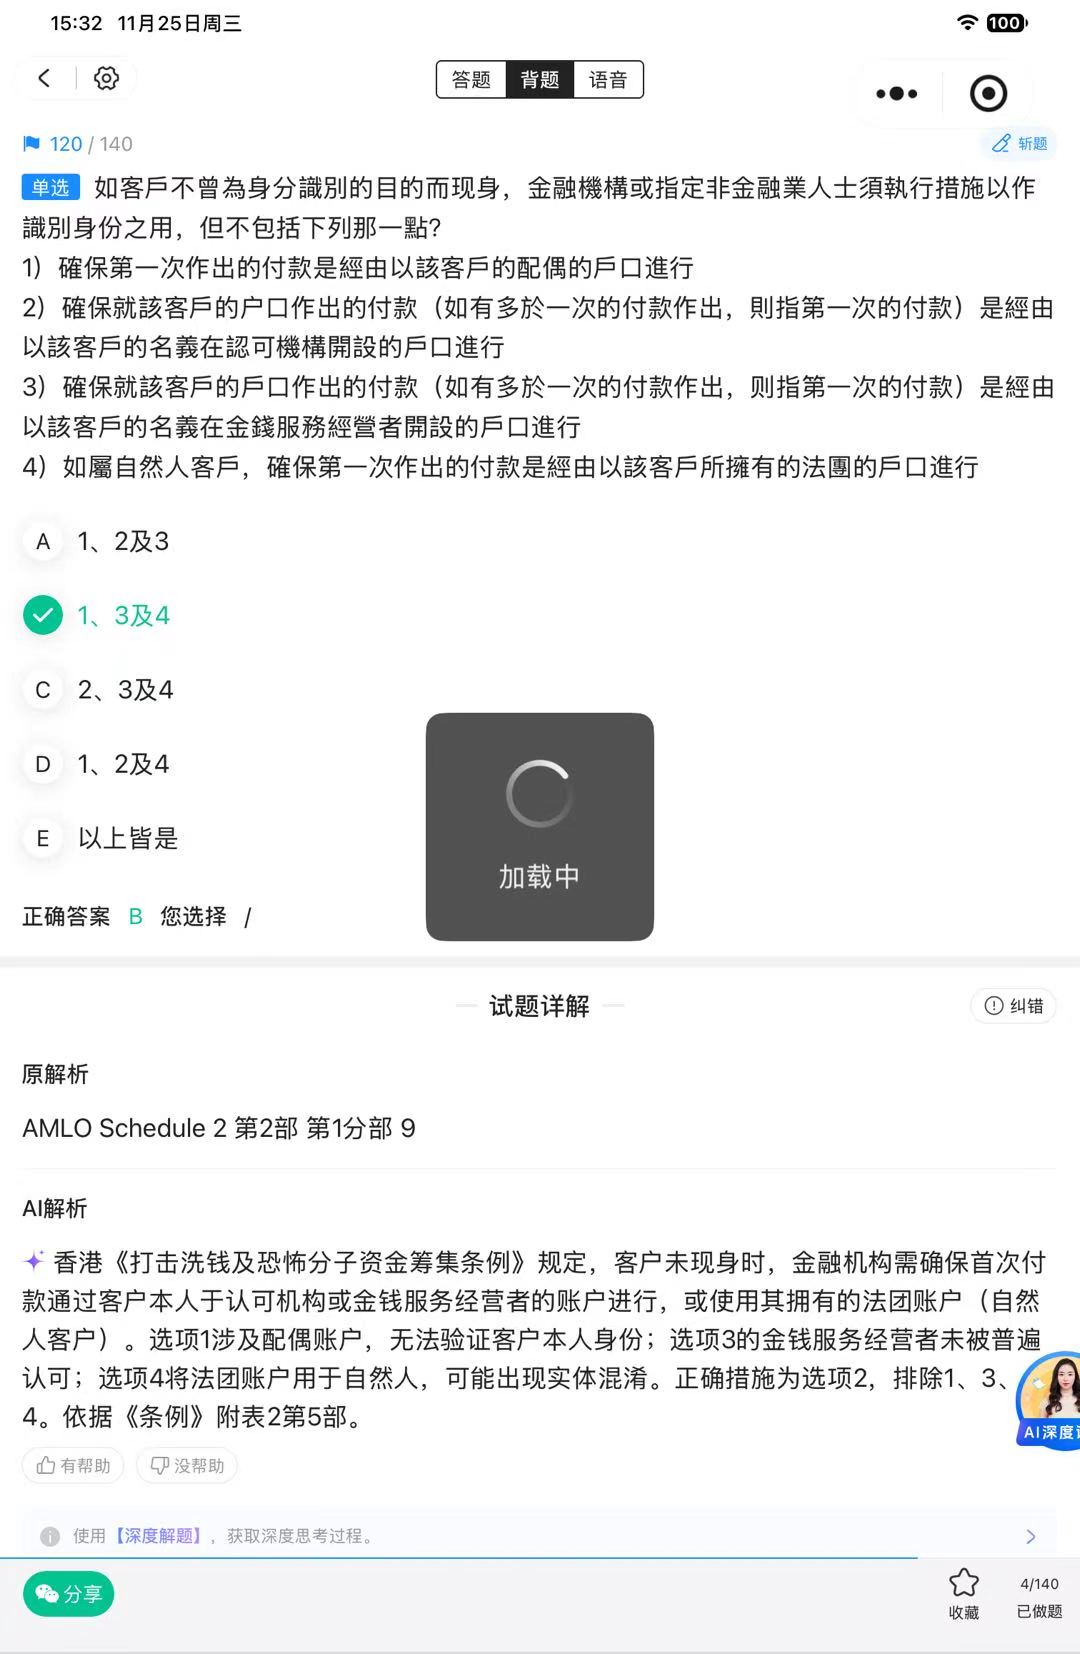 15:32 11月25日周三
100
答题 背题 语音
120 / 140
斩题
单选 如客戶不曾為身分識別的目的而现身，金融機構或指定非金融業人士須執行措施以作
識別身份之用，但不包括下列那一點?
1）確保第一次作出的付款是經由以該客戶的配偶的戶口進行
2）確保就該客戶的户口作出的付款（如有多於一次的付款作出，則指第一次的付款）是經由
以該客戶的名義在認可機構開設的戶口進行
3）確保就該客戶的戶口作出的付款（如有多於一次的付款作出，则指第一次的付款）是經由
以該客戶的名義在金錢服務經營者開設的戶口進行
4）如屬自然人客戶，確保第一次作出的付款是經由以該客戶所擁有的法團的戶口進行
A 1、2及3
1、3及4
C 2、3及4
D 1、2及4
E 以上皆是
加载中
正确答案 B 您选择 /
试题详解
纠错
原解析
AMLO Schedule 2 第2部 第1分部 9
AI解析
香港《打击洗钱及恐怖分子资金筹集条例》规定，客户未现身时，金融机构需确保首次付
款通过客户本人于认可机构或金钱服务经营者的账户进行，或使用其拥有的法团账户（自然
人客户）。选项1涉及配偶账户，无法验证客户本人身份；选项3的金钱服务经营者未被普遍
认可；选项4将法团账户用于自然人，可能出现实体混淆。正确措施为选项2，排除1、3、
4。依据《条例》附表2第5部。
AI深度
有帮助 没帮助
使用【深度解题】，获取深度思考过程。
分享
收藏
4/140
已做题